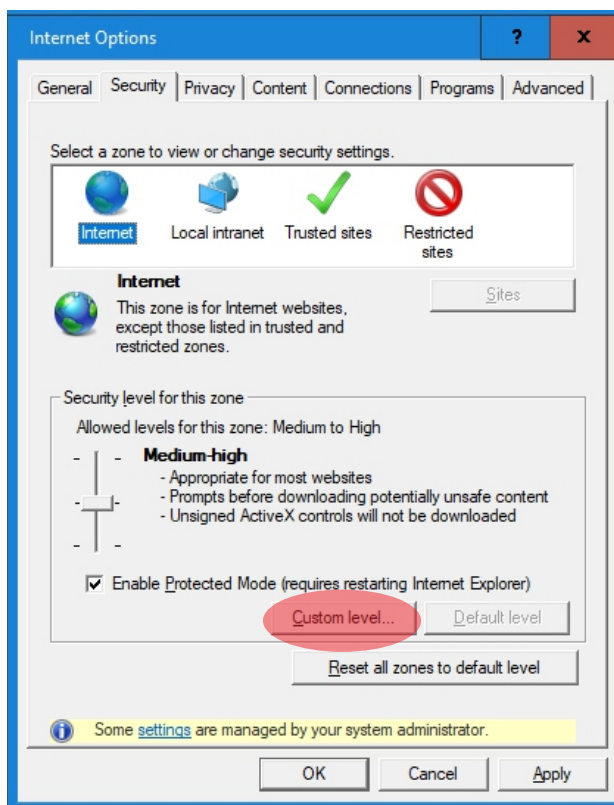 Internet Options ? x
General Security Privacy Content Connections Programs Advanced
Select a zone to view or change security settings.
Internet Local intranet Trusted sites Restricted
sites
Internet
This zone is for Internet websites,
except those listed in trusted and
restricted zones.
Sites
Security level for this zone
Allowed levels for this zone: Medium to High
Medium-high
- Appropriate for most websites
- Prompts before downloading potentially unsafe content
- Unsigned ActiveX controls will not be downloaded
Enable Protected Mode (requires restarting Internet Explorer)
Custom level... Default level
Reset all zones to default level
Some settings are managed by your system administrator.
OK Cancel Apply